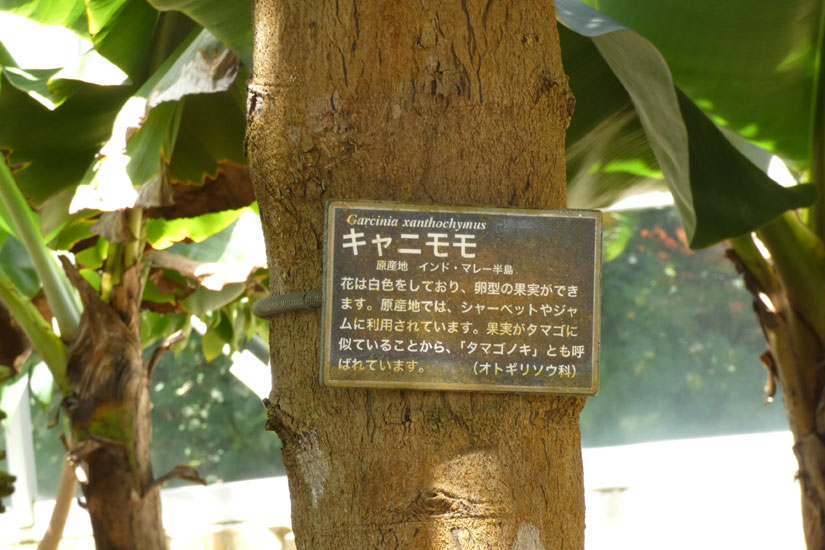 Garcinia xanthochymus
キャニモモ
原産地 インド・マレー半島
花は白色をしており、卵型の果実ができ
ます。原産地では、シャーベットやジャ
ムに利用されています。果実がタマゴに
似ていることから、「タマゴノキ」とも呼
ばれています。 （オトギリソウ科）